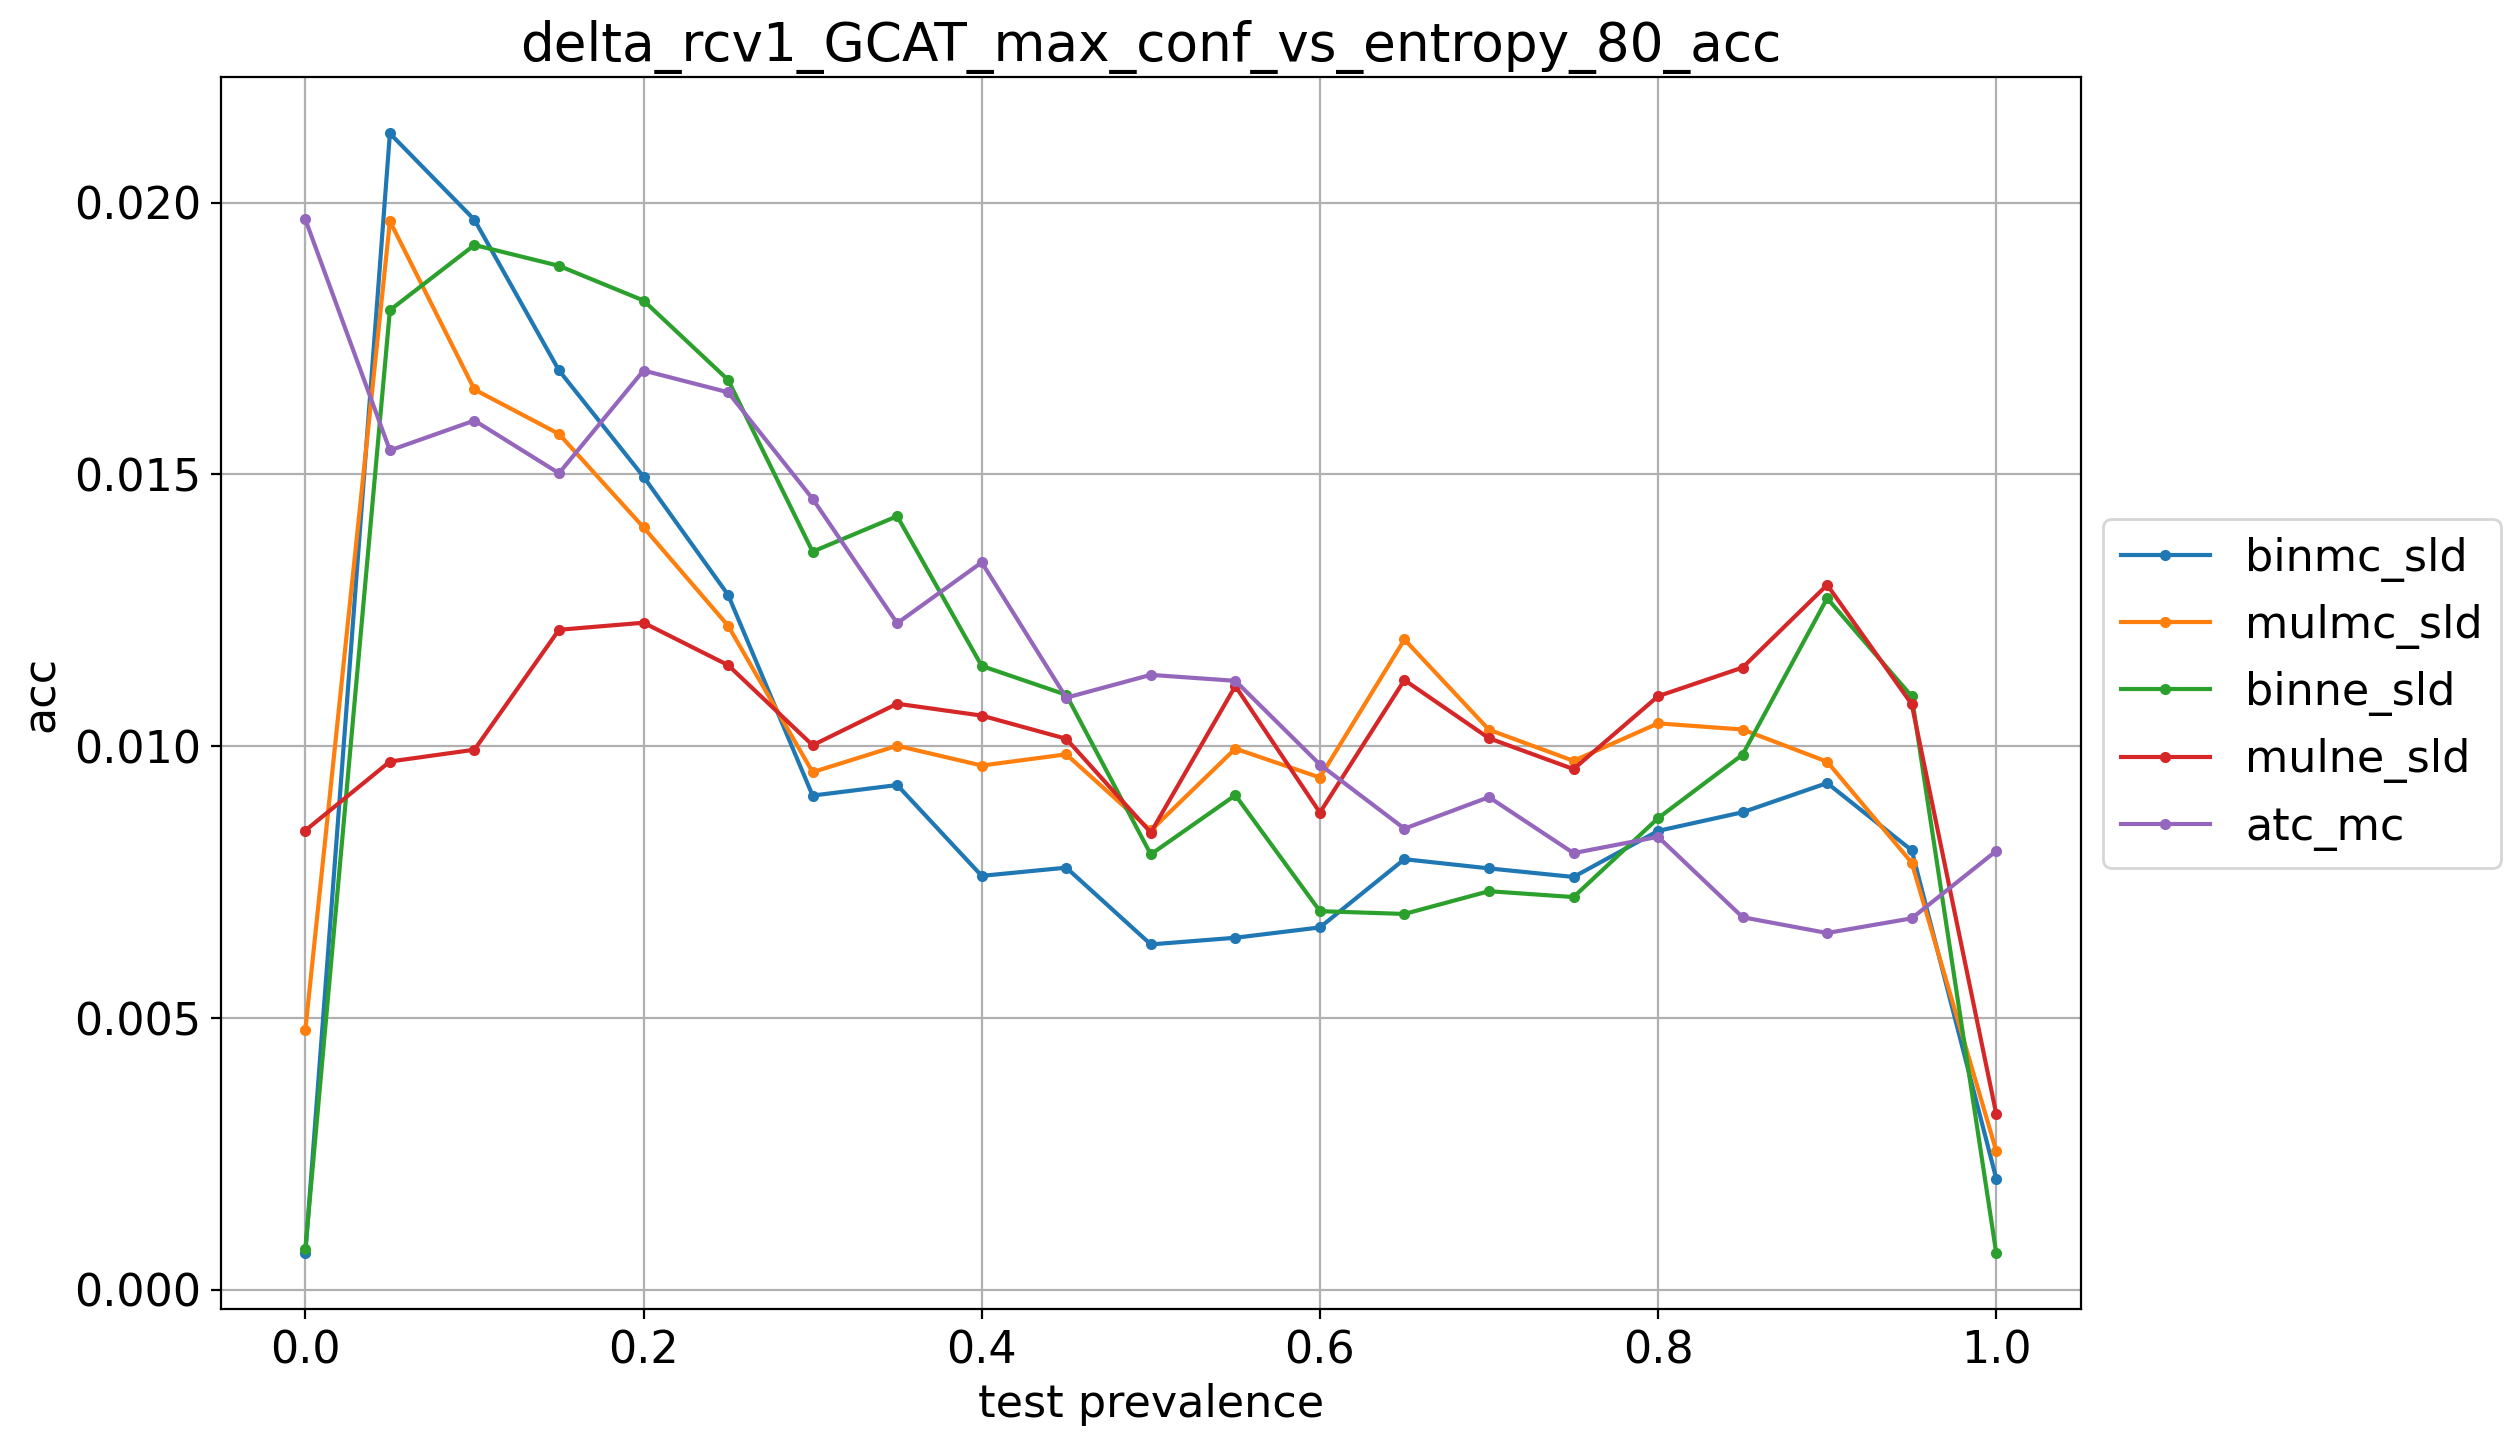 delta_rcv1_GCAT_max_conf_vs_entropy_80_acc
acc
0.020
0.015
0.010
0.005
0.000
0.0 0.2 0.4 0.6 0.8 1.0
test prevalence
binmc_sld
mulmc_sld
binne_sld
mulne_sld
atc_mc